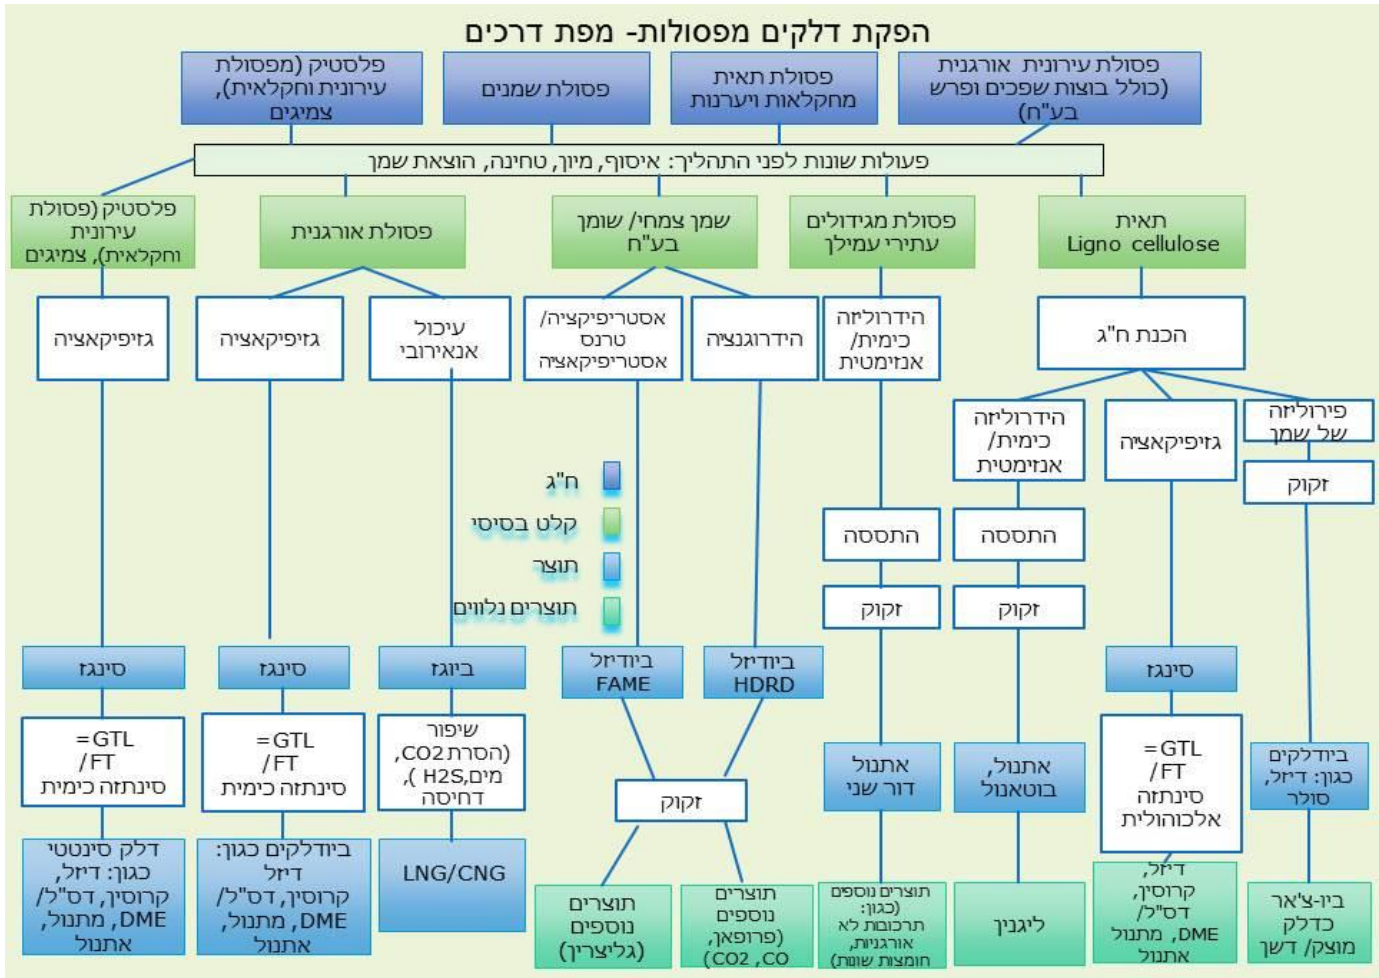 הפקת דלקים מפסולות- מפת דרכים
פסולת עירונית אורגנית
(כולל בוצות שפכים ופרש
בע"ח)
פסולת תאית
מחקלאות ויערנות
פסולת שמנים
פלסטיק (מפסולת
עירונית וחקלאית),
צמיגים
פעולות שונות לפני התהליך: איסוף, מיון, טחינה, הוצאת שמן
תאית
Ligno cellulose
פסולת מגידולים
עתירי עמילן
שמן צמחי/ שומן
בע"ח
פסולת אורגנית
פלסטיק (פסולת
עירונית
וחקלאית), צמיגים
הכנת ח"ג
הידרוליזה
כימית/
אנזימטית
הידרוגנציה
אסטריפיקציה/
טרנס
אסטריפיקאציה
עיכול
אנאירובי
גזיפיקאציה
גזיפיקאציה
פירוליזה
של שמן
גזיפיקאציה
הידרוליזה
כימית/
אנזימטית
זקוק
התססה
התססה
זקוק
זקוק
ח"ג
קלט בסיסי
תוצר
תוצרים נלווים
סינגז
ביודיזל
HDRD
ביודיזל
FAME
ביוגז
סינגז
סינגז
ביודלקים
כגון: דיזל,
סולר
=GTL
/FT
סינתזה
אלכוהולית
אתנול,
בוטאנול
אתנול
דור שני
זקוק
שיפור
(הסרת CO2,
מים, H2S),
דחיסה
=GTL
/FT
סינתזה כימית
=GTL
/FT
סינתזה כימית
ביו-צ'אר
כדלק
מוצק/ דשן
דיזל,
קרוסין,
דס"ל/
DME, מתנול
אתנול
ליגנין
תוצרים נוספים
(כגון:
תרכובות לא
אורגניות,
חומצות שונות)
תוצרים
נוספים
(פרופאן,
CO2, CO)
תוצרים
נוספים
(גליצרין)
LNG/CNG
ביודלקים כגון:
דיזל
קרוסין, דס"ל/
DME, מתנול,
אתנול
דלק סינטטי
כגון: דיזל,
קרוסין, דס"ל/
DME, מתנול,
אתנול